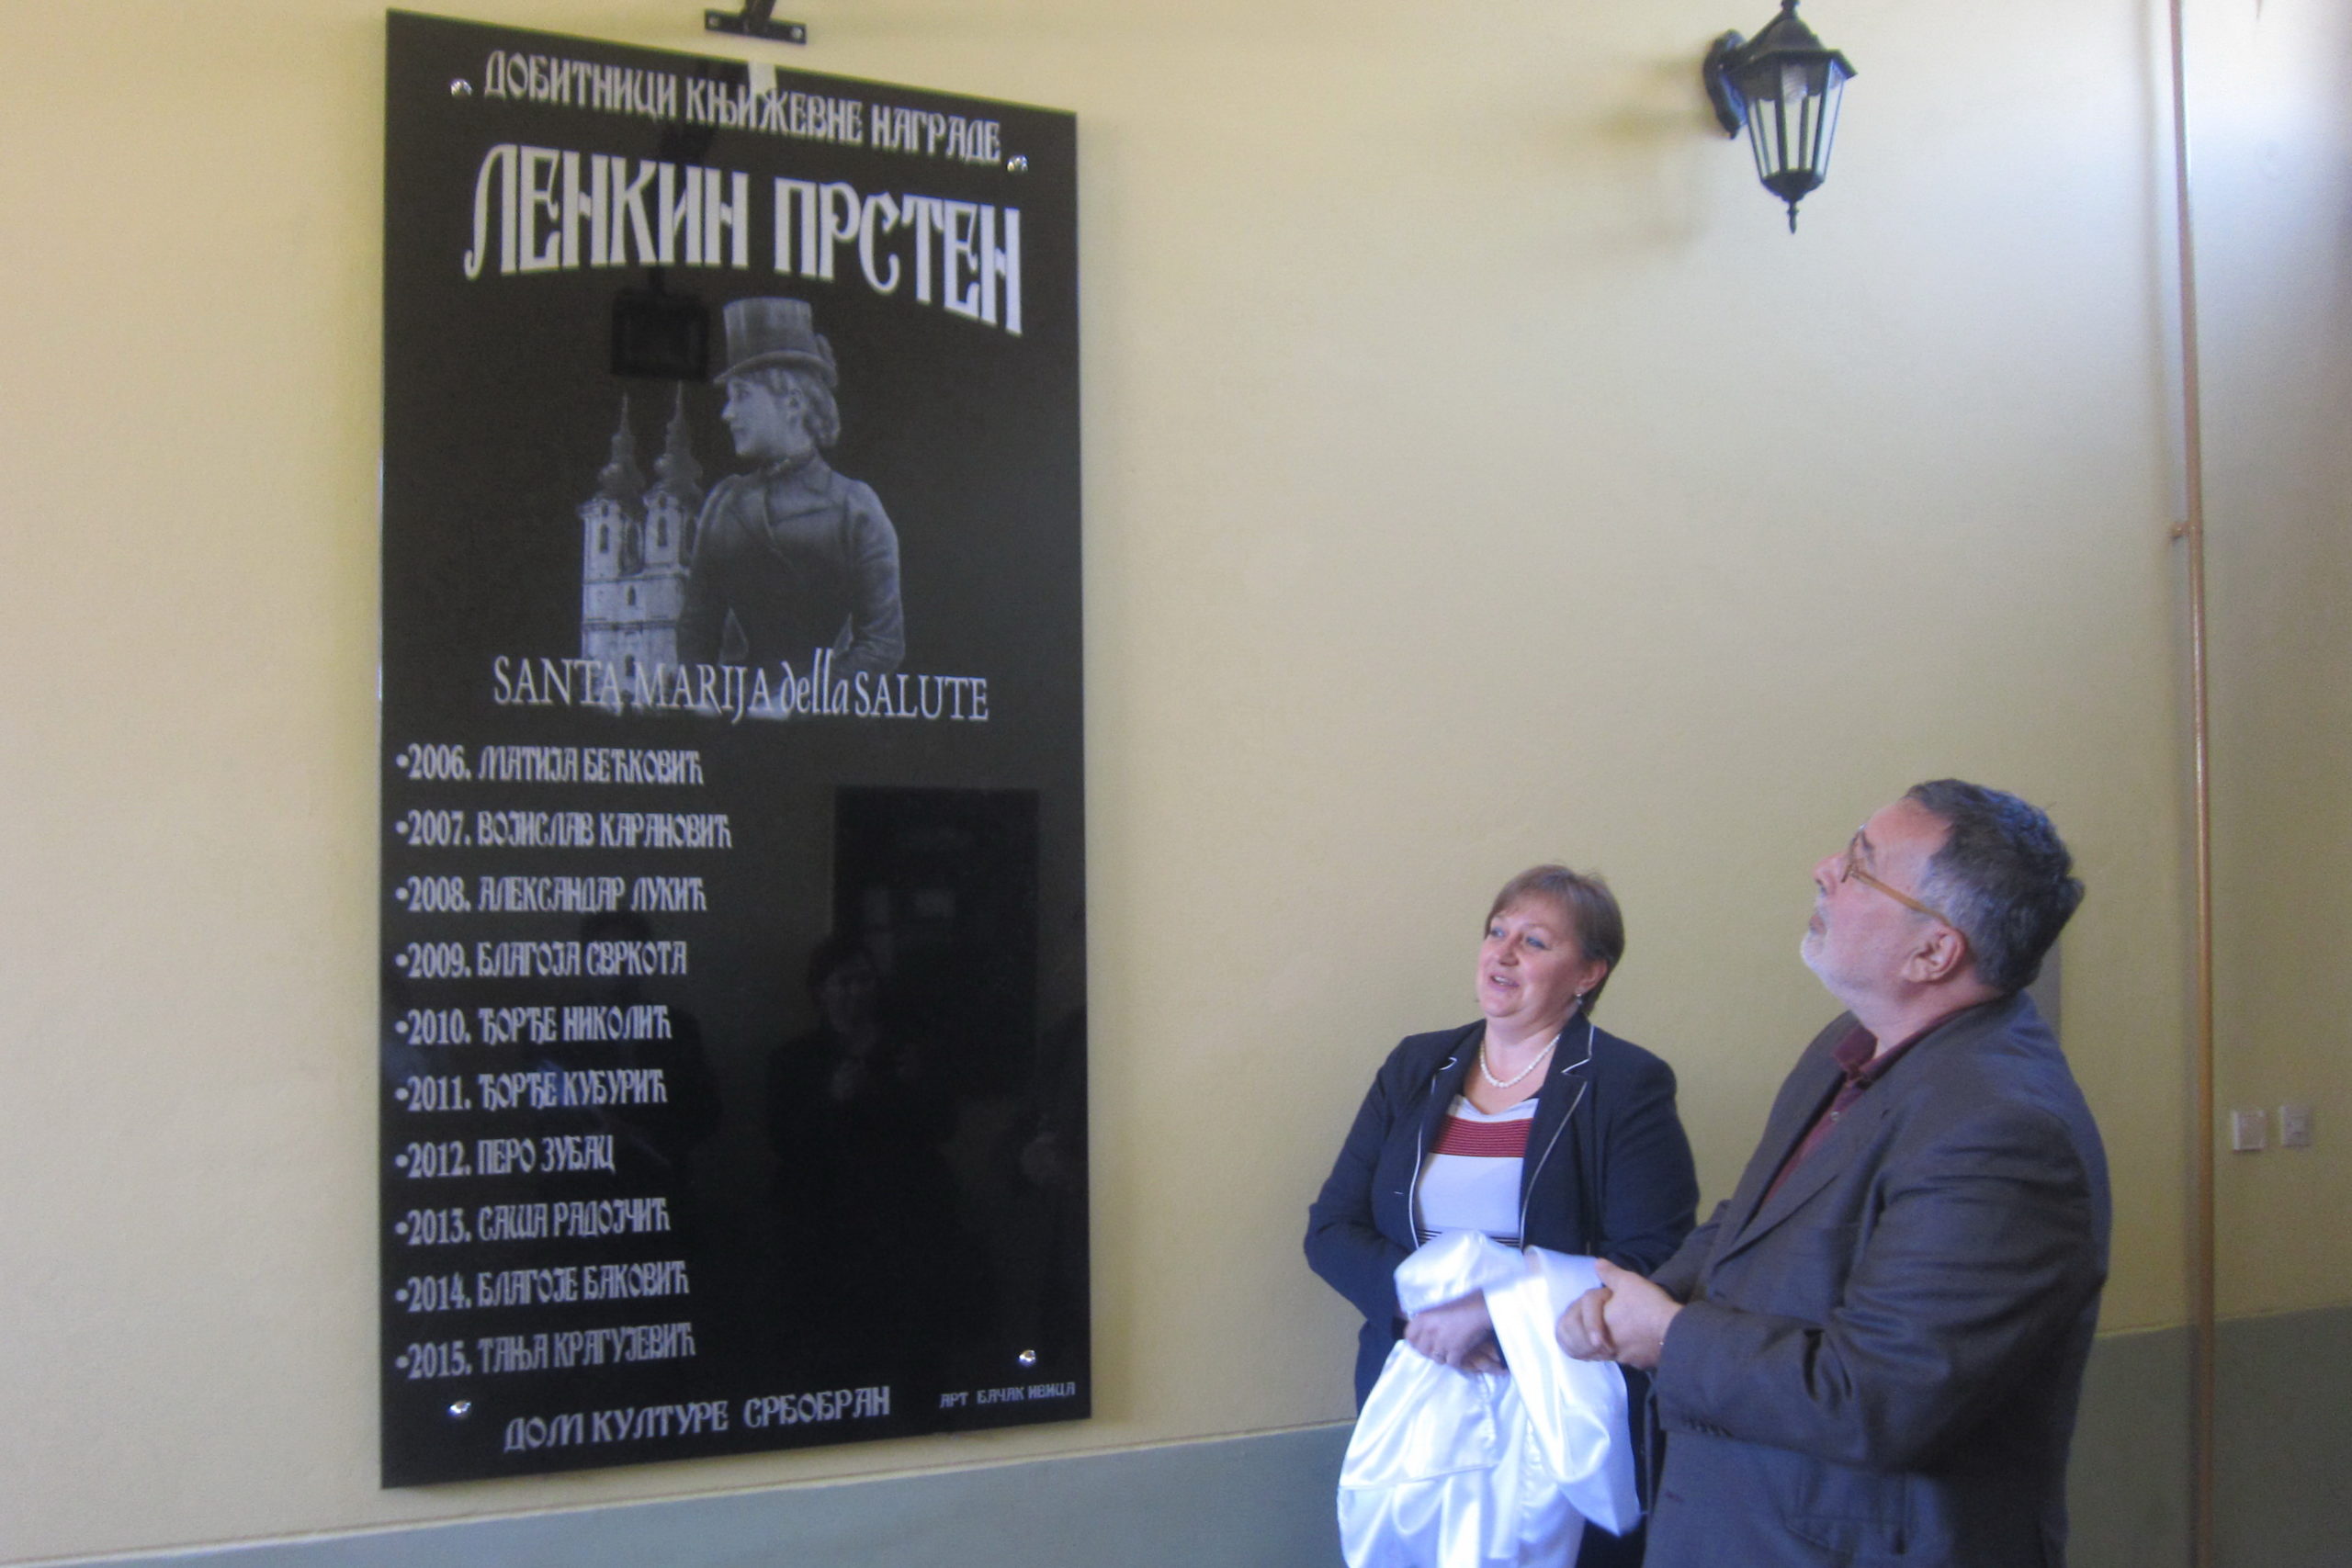 ДОБИТНИЦИ КЊИЖЕВНЕ НАГРАДЕ
ЛЕНКИН ПРСТЕН
SANTA MARIJA della SALUTE
•2006. МАТИЈА БЕЋКОВИЋ
•2007. ВОЈИСЛАВ КАРАНОВИЋ
•2008. АЛЕКСАНДАР ЛУКИЋ
•2009. БЛАГОЈА СВРКОТА
•2010. ЂОРЂЕ НИКОЛИЋ
•2011. ЂОРЂЕ КУБУРИЋ
•2012. ПЕРО ЗУБАЦ
•2013. САША РАДОЈЧИЋ
•2014. БЛАГОЈЕ БАКОВИЋ
•2015. ТАЊА КРАГУЈЕВИЋ
ДОМ КУЛТУРЕ СРБОБРАН
АРТ БАЧАК ИВИЦА